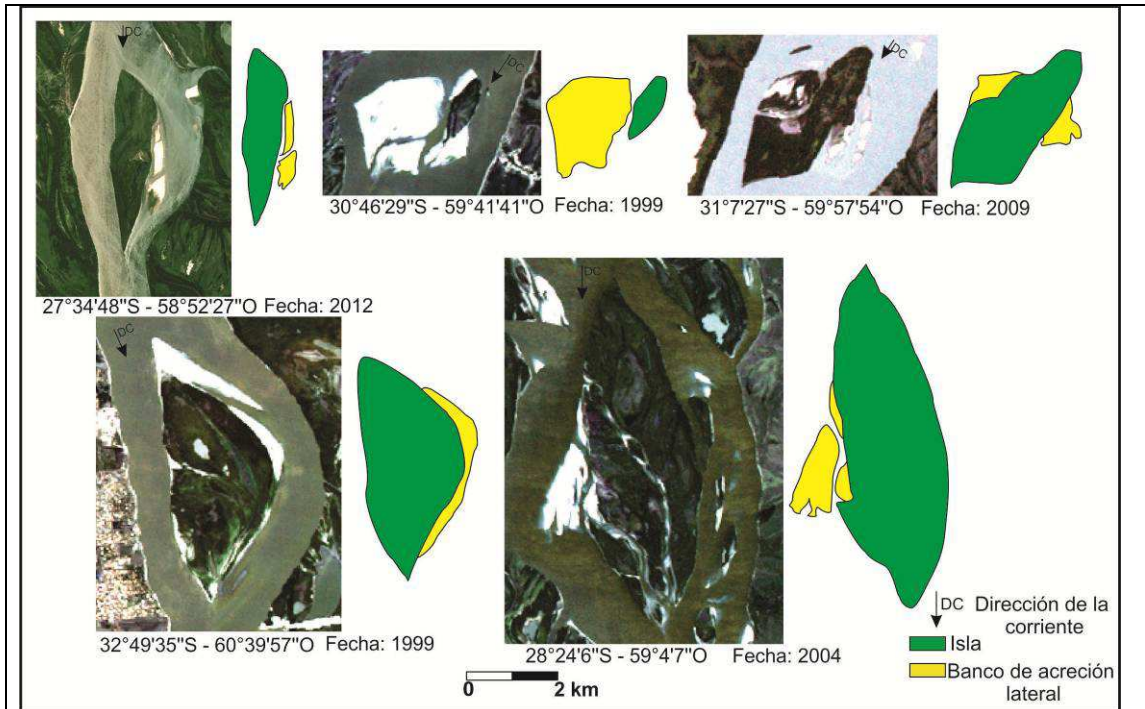 DC
DC
DC
27°34'48''S - 58°52'27''O Fecha: 2012
30°46'29''S - 59°41'41''O Fecha: 1999
31°7'27''S - 59°57'54''O Fecha: 2009
DC
DC
32°49'35''S - 60°39'57''O Fecha: 1999
28°24'6''S - 59°4'7''O Fecha: 2004
0 2 km
DC Dirección de la
corriente
Isla
Banco de acreción
lateral